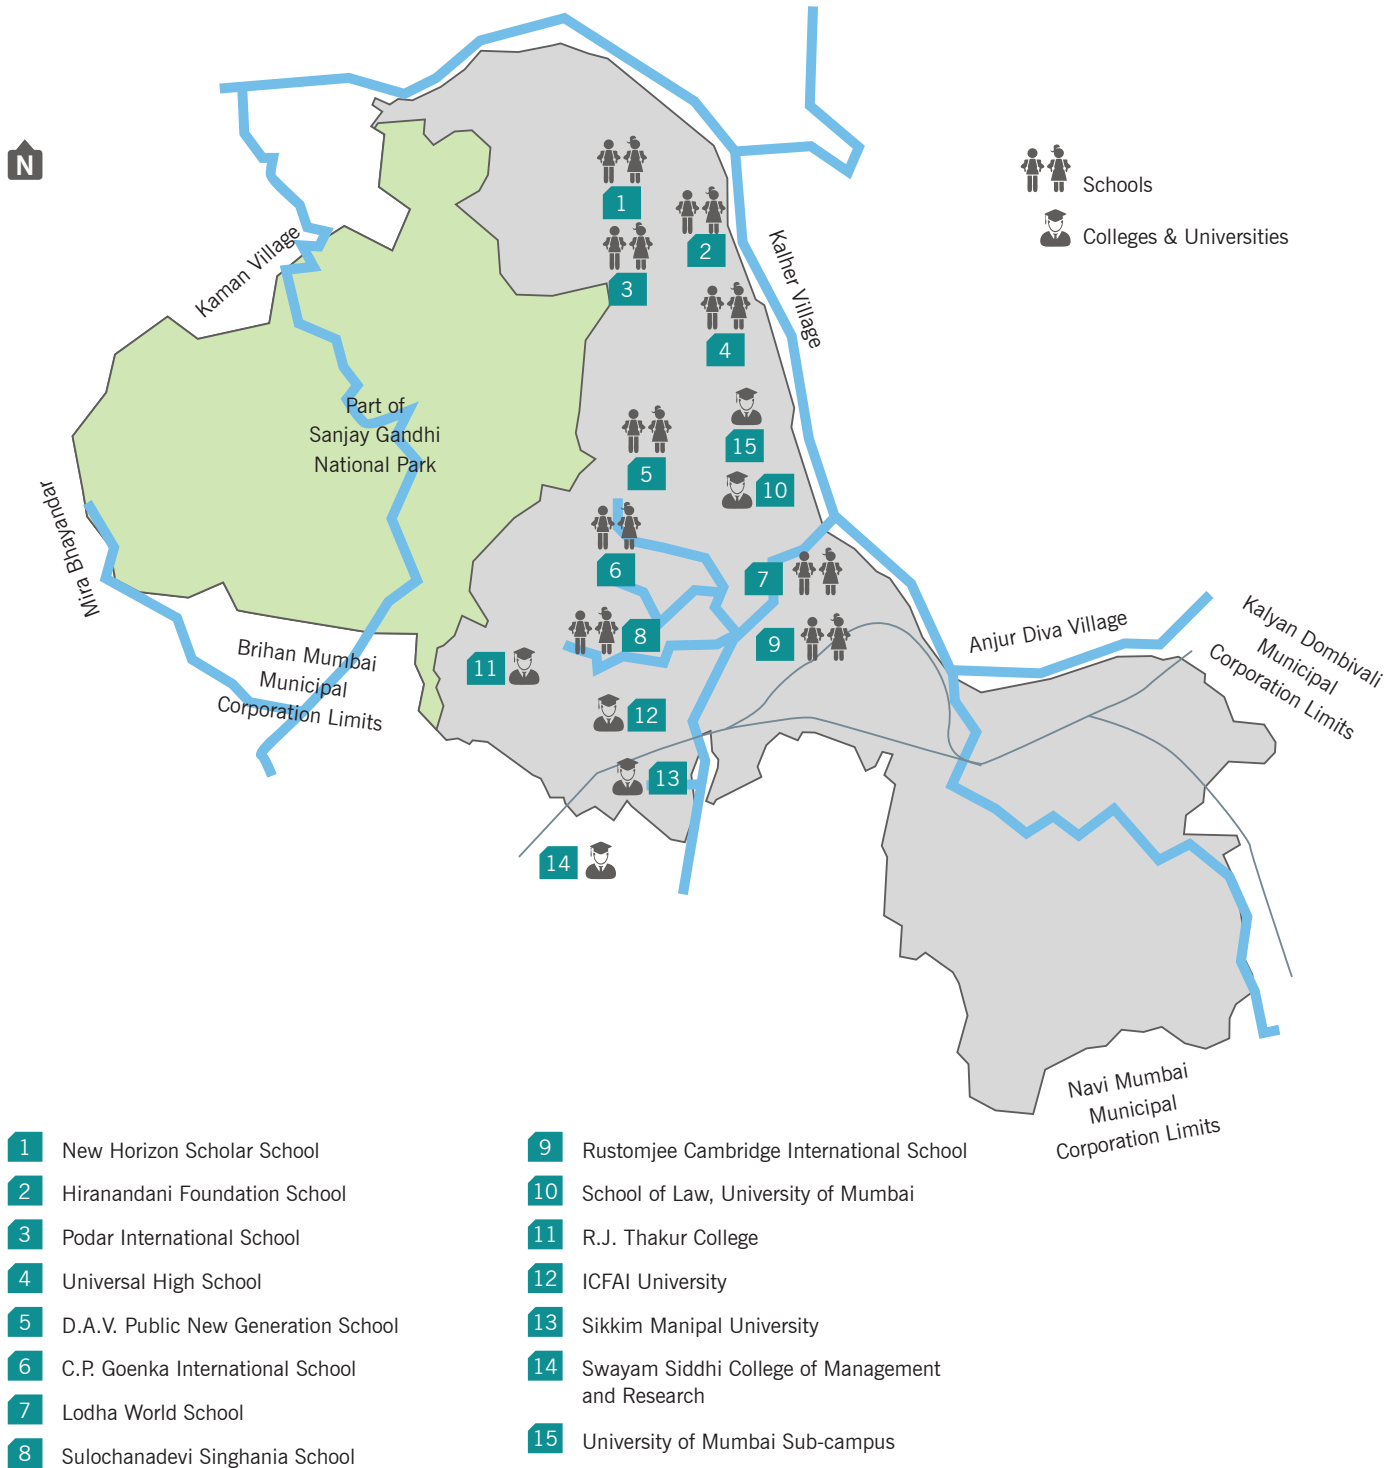 N
Schools
Colleges & Universities
Kaman Village
Kalher Village
Part of
Sanjay Gandhi
National Park
Mira Bhayandar
Brihan Mumbai
Municipal
Corporation Limits
Anjur Diva Village
Kalyan Dombivali
Municipal
Corporation Limits
Navi Mumbai
Municipal
Corporation Limits
1
2
3
4
15
5
10
6
7
8
9
11
12
13
14
1 New Horizon Scholar School
2 Hiranandani Foundation School
3 Podar International School
4 Universal High School
5 D.A.V. Public New Generation School
6 C.P. Goenka International School
7 Lodha World School
8 Sulochanadevi Singhania School
9 Rustomjee Cambridge International School
10 School of Law, University of Mumbai
11 R.J. Thakur College
12 ICFAI University
13 Sikkim Manipal University
14 Swayam Siddhi College of Management
and Research
15 University of Mumbai Sub-campus